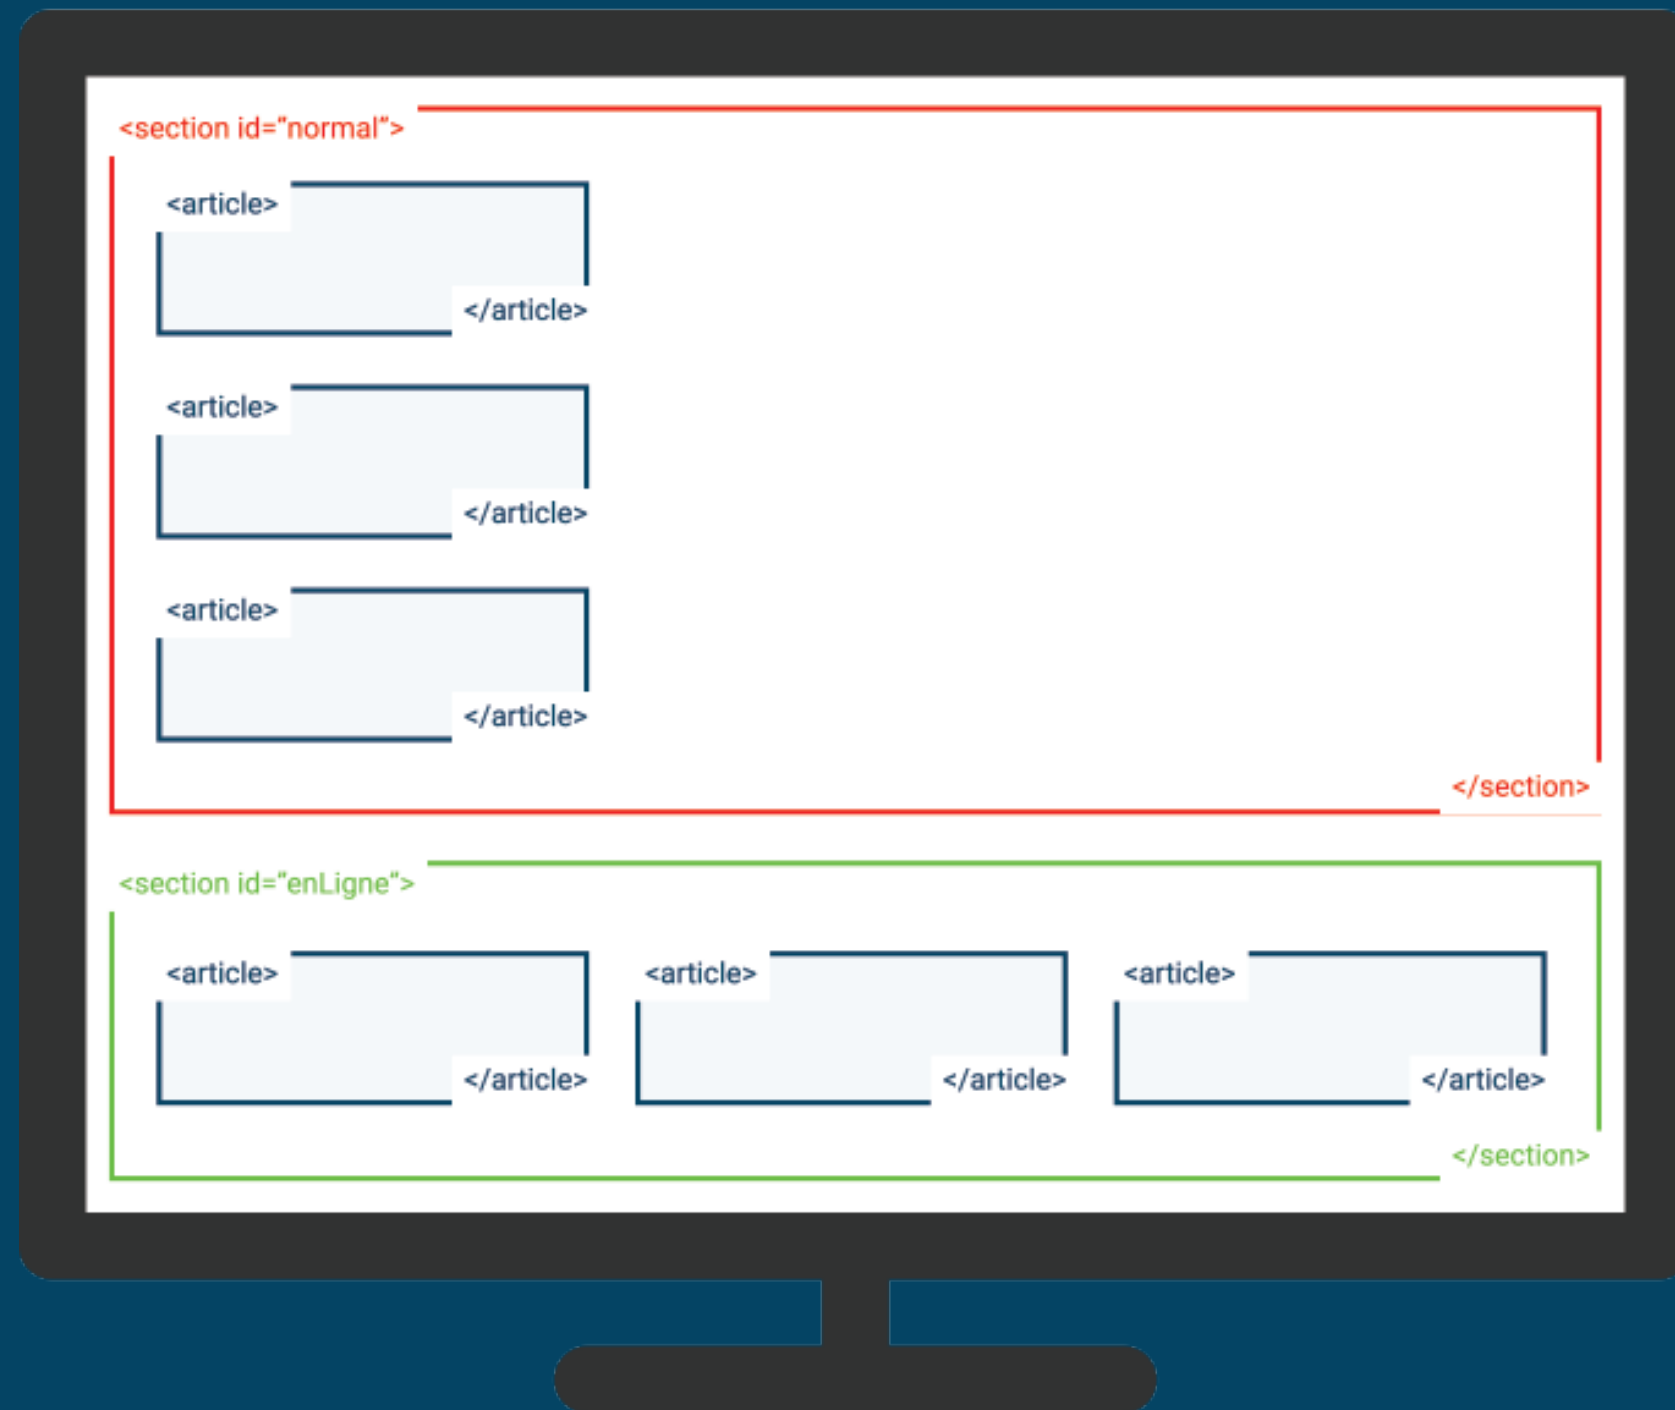 <section id="normal">
<article>
</article>
<article>
</article>
<article>
</article>
</section>
<section id="enLigne">
<article> <article> <article>
</article> </article> </article>
</section>